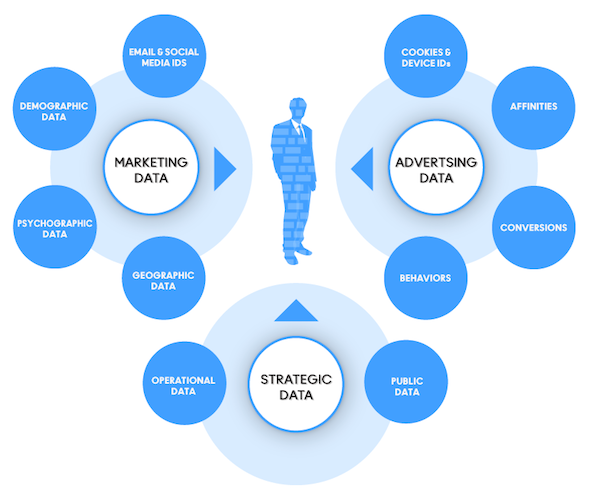 EMAIL & SOCIAL
MEDIA IDS
DEMOGRAPHIC
DATA
MARKETING
DATA
PSYCHOGRAPHIC
DATA
GEOGRAPHIC
DATA
COOKIES &
DEVICE IDs
AFFINITIES
ADVERTSING
DATA
CONVERSIONS
BEHAVIORS
OPERATIONAL
DATA
STRATEGIC
DATA
PUBLIC
DATA